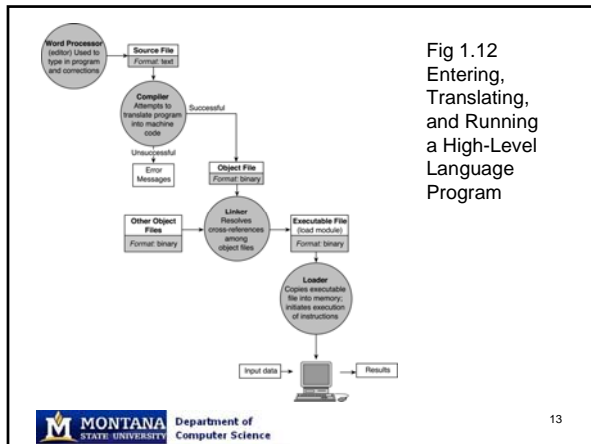 Word Processor
(editor) Used to
type in program
and corrections
Source File
Format: text
Compiler
Attempts to
translate program
into machine
code
Successful
Unsuccessful
Error
Messages
Object File
Format: binary
Other Object
Files
Format: binary
Linker
Resolves
cross-references
among
object files
Executable File
(load module)
Format: binary
Loader
Copies executable
file into memory;
initiates execution
of instructions
Input data
Results
Fig 1.12
Entering,
Translating,
and Running
a High-Level
Language
Program
M MONTANA
STATE UNIVERSITY
Department of
Computer Science
13